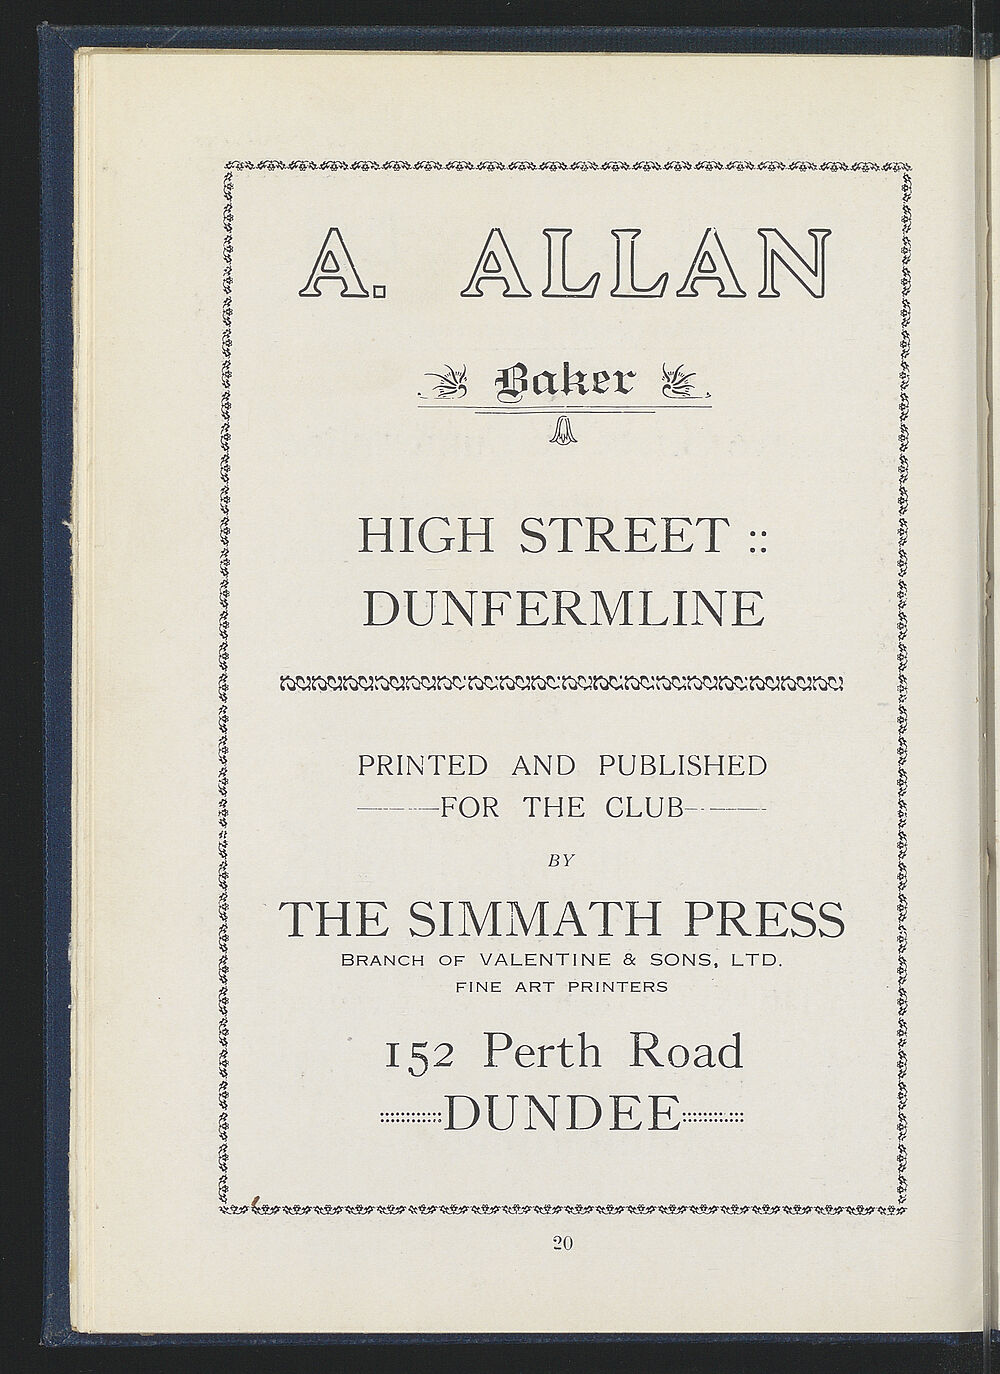 A. ALLAN
Baker
HIGH STREET ::
DUNFERMLINE
PRINTED AND PUBLISHED
FOR THE CLUB
BY
THE SIMMATH PRESS
BRANCH OF VALENTINE & SONS, LTD.
FINE ART PRINTERS
152 Perth Road
DUNDEE
20